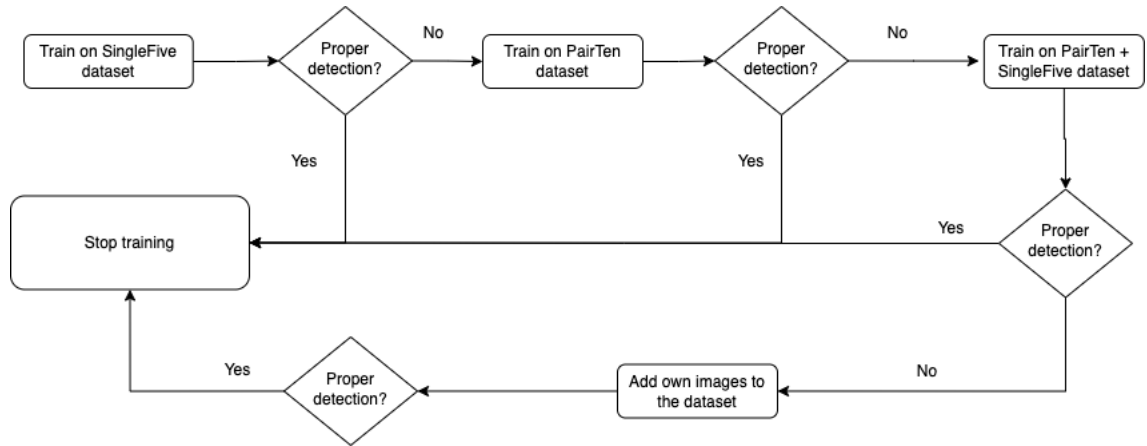 Train on SingleFive
dataset
Proper
detection?
No
Train on PairTen
dataset
Proper
detection?
No
Train on PairTen +
SingleFive dataset
Yes
Yes
Stop training
Yes
Proper
detection?
No
Add own images to
the dataset
Proper
detection?
Yes